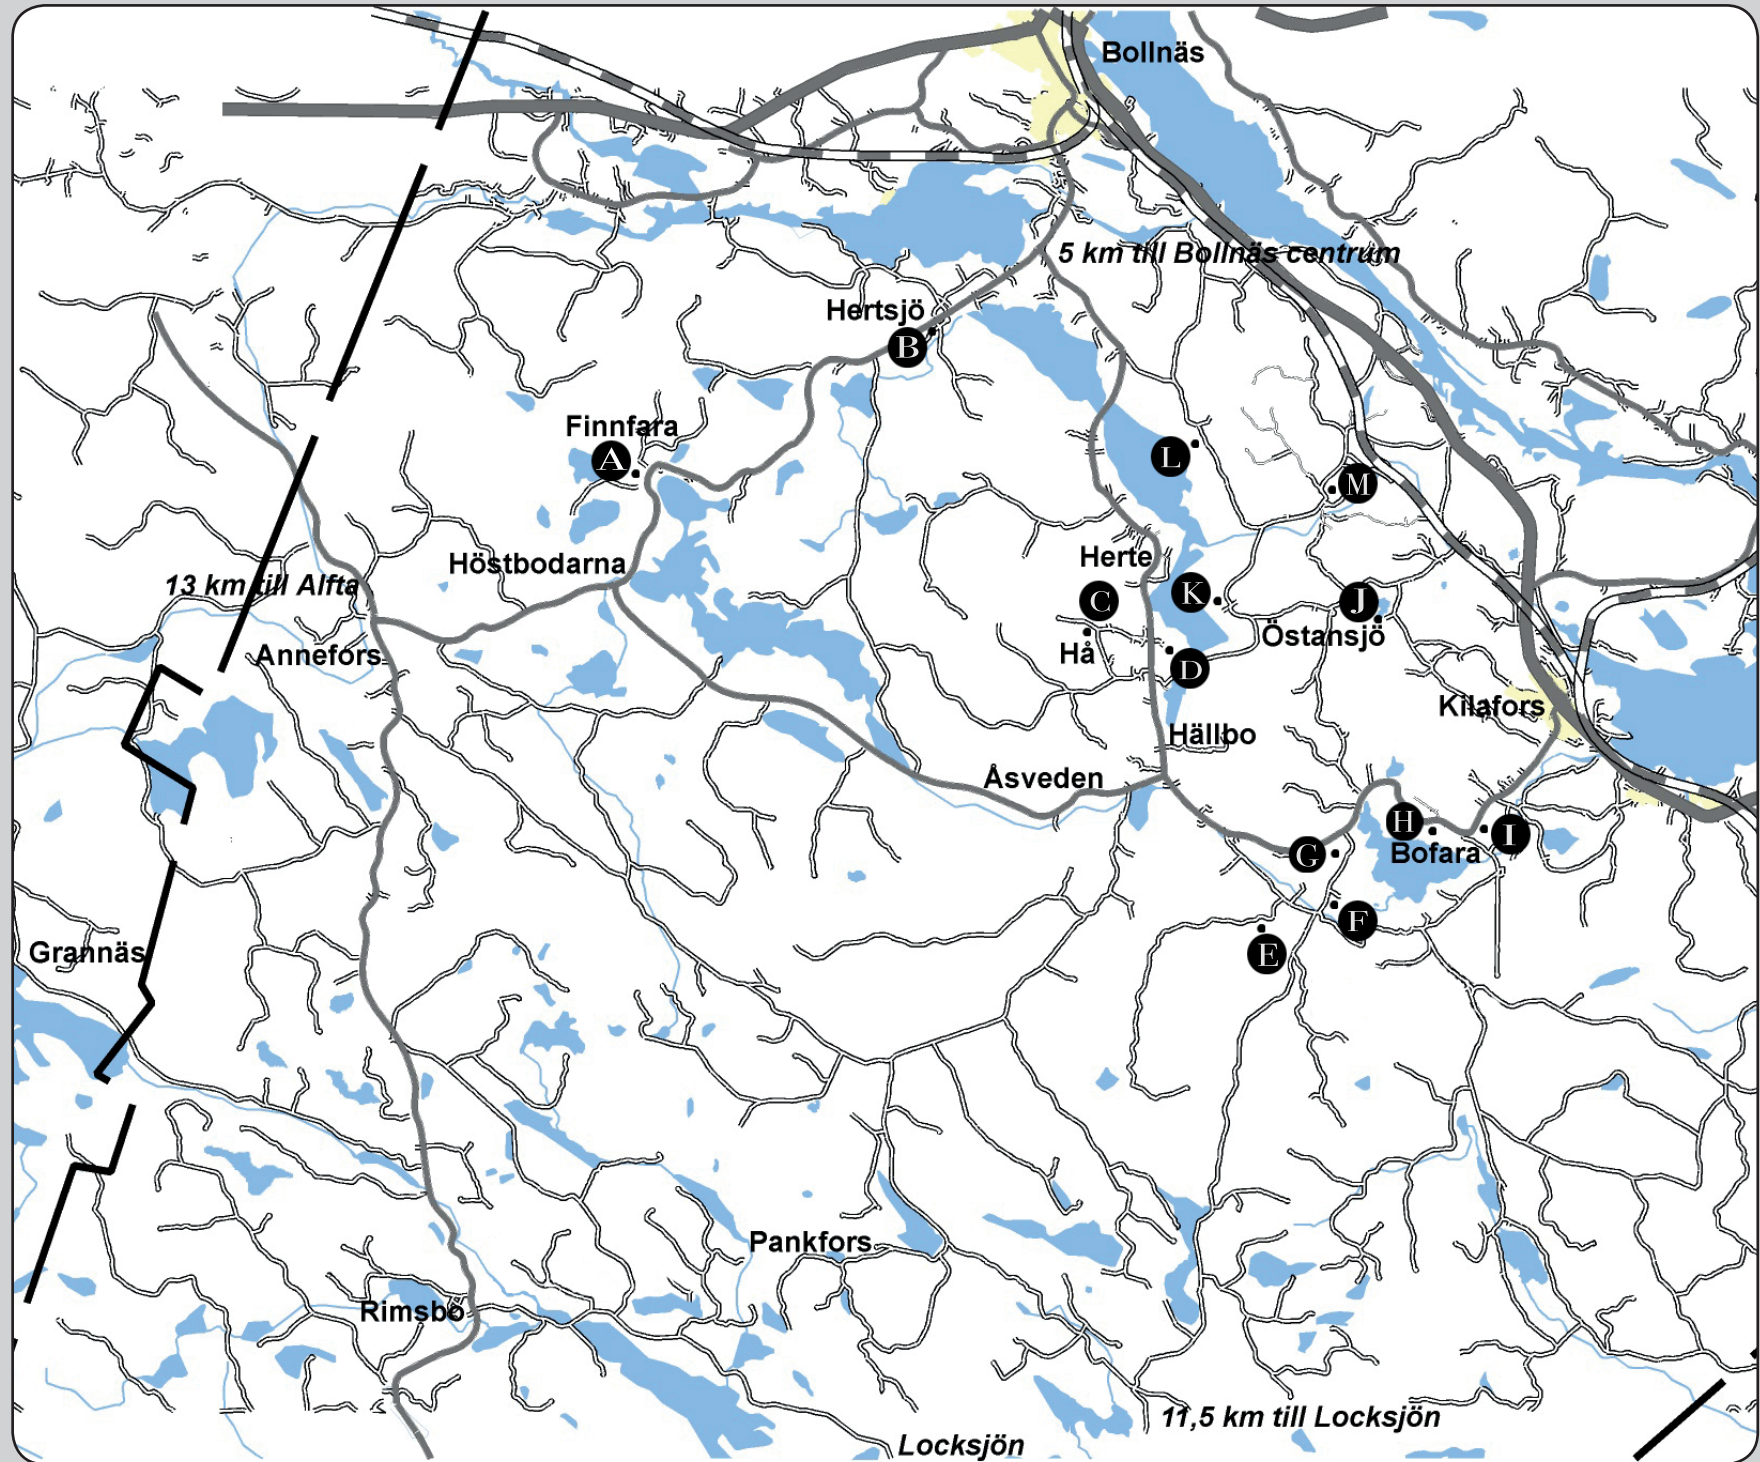 Bollnäs
5 km till Bollnäs centrum
Hertsjö
B
Finnfara
A
L
M
Höstbodarna
Herte
13 km till Alfta
C
K
J
Östansjö
Hå
Annefors
D
Kilafors
Hällbo
Åsveden
H
I
G
Bofara
F
E
Grannäs
Pankfors
Rimsbo
11,5 km till Locksjön
Locksjön